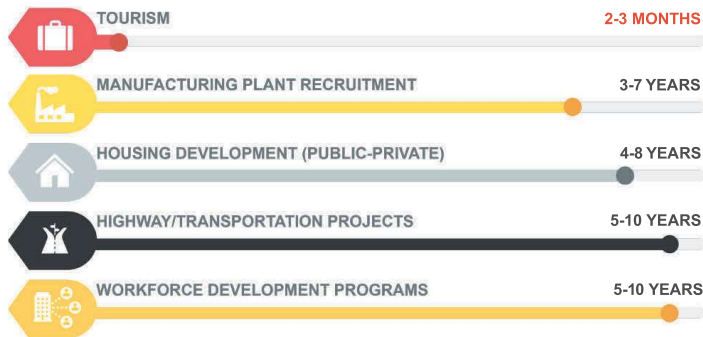 TOURISM 2-3 MONTHS
MANUFACTURING PLANT RECRUITMENT 3-7 YEARS
HOUSING DEVELOPMENT (PUBLIC-PRIVATE) 4-8 YEARS
HIGHWAY/TRANSPORTATION PROJECTS 5-10 YEARS
WORKFORCE DEVELOPMENT PROGRAMS 5-10 YEARS